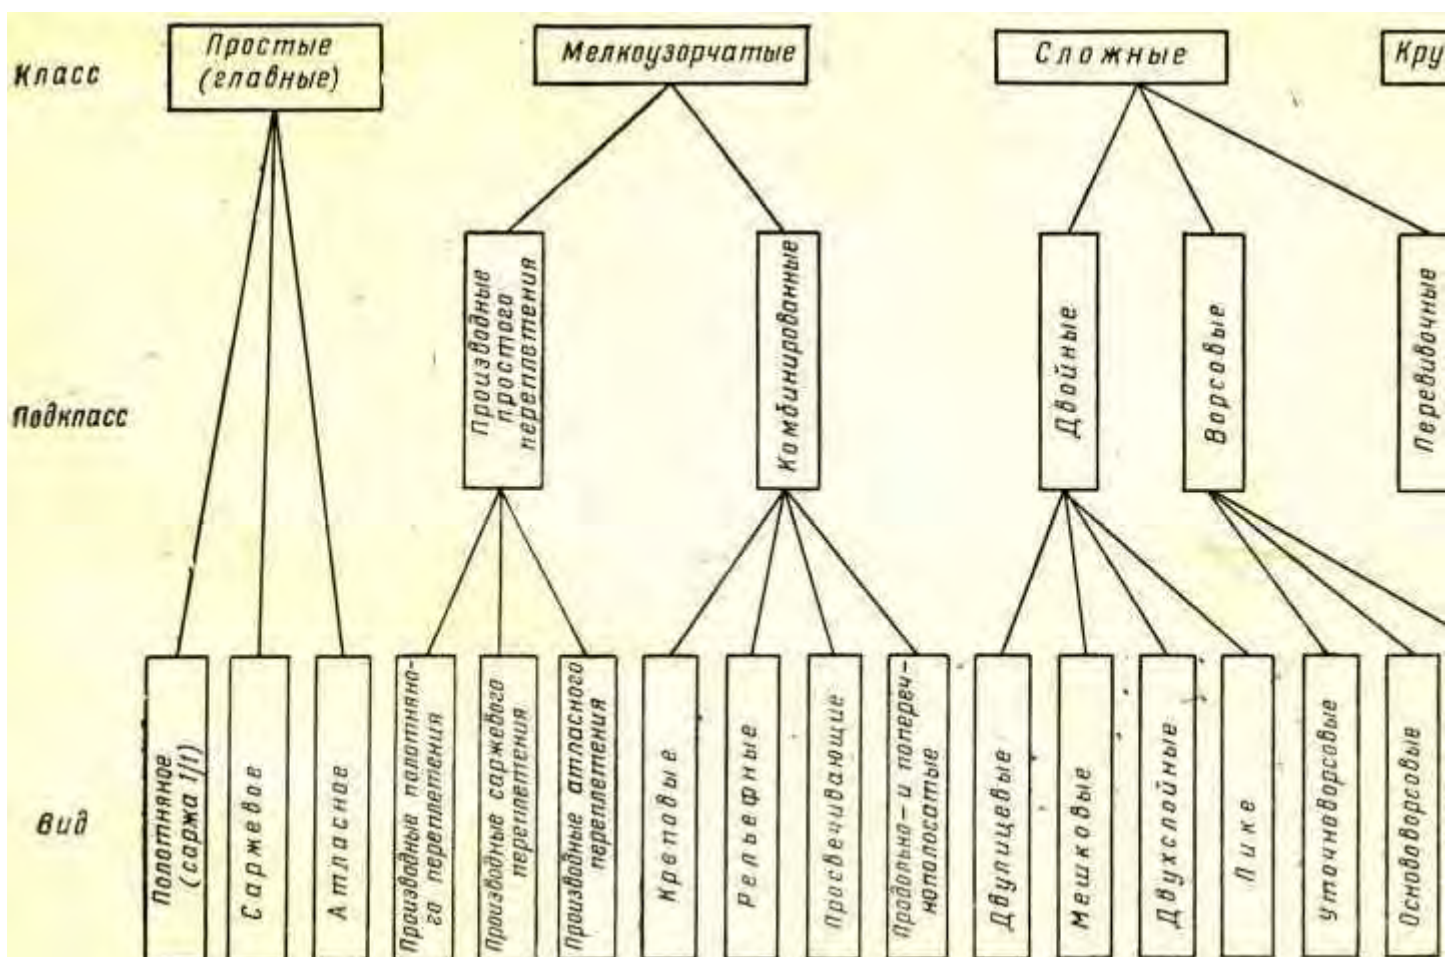 Класс
Простые
(главные)
Мелкоузорчатые
Сложные
Кру
Подкласс
Производные
простого
переплетения
Комбинированные
Двойные
Ворсовые
Перевивочные
Вид
Полотняное
(саржа 1/1)
Саржевое
Атласное
Производные полотняно-
го переплетения
Производные саржевого
переплетения
Производные атласного
переплетения
Креповые
Рельефные
Просвечивающие
Продольно- и попереч-
нополосатые
Двулицевые
Мешковые
Двухслойные
Пике
Уточноворсовые
Основоворсовые